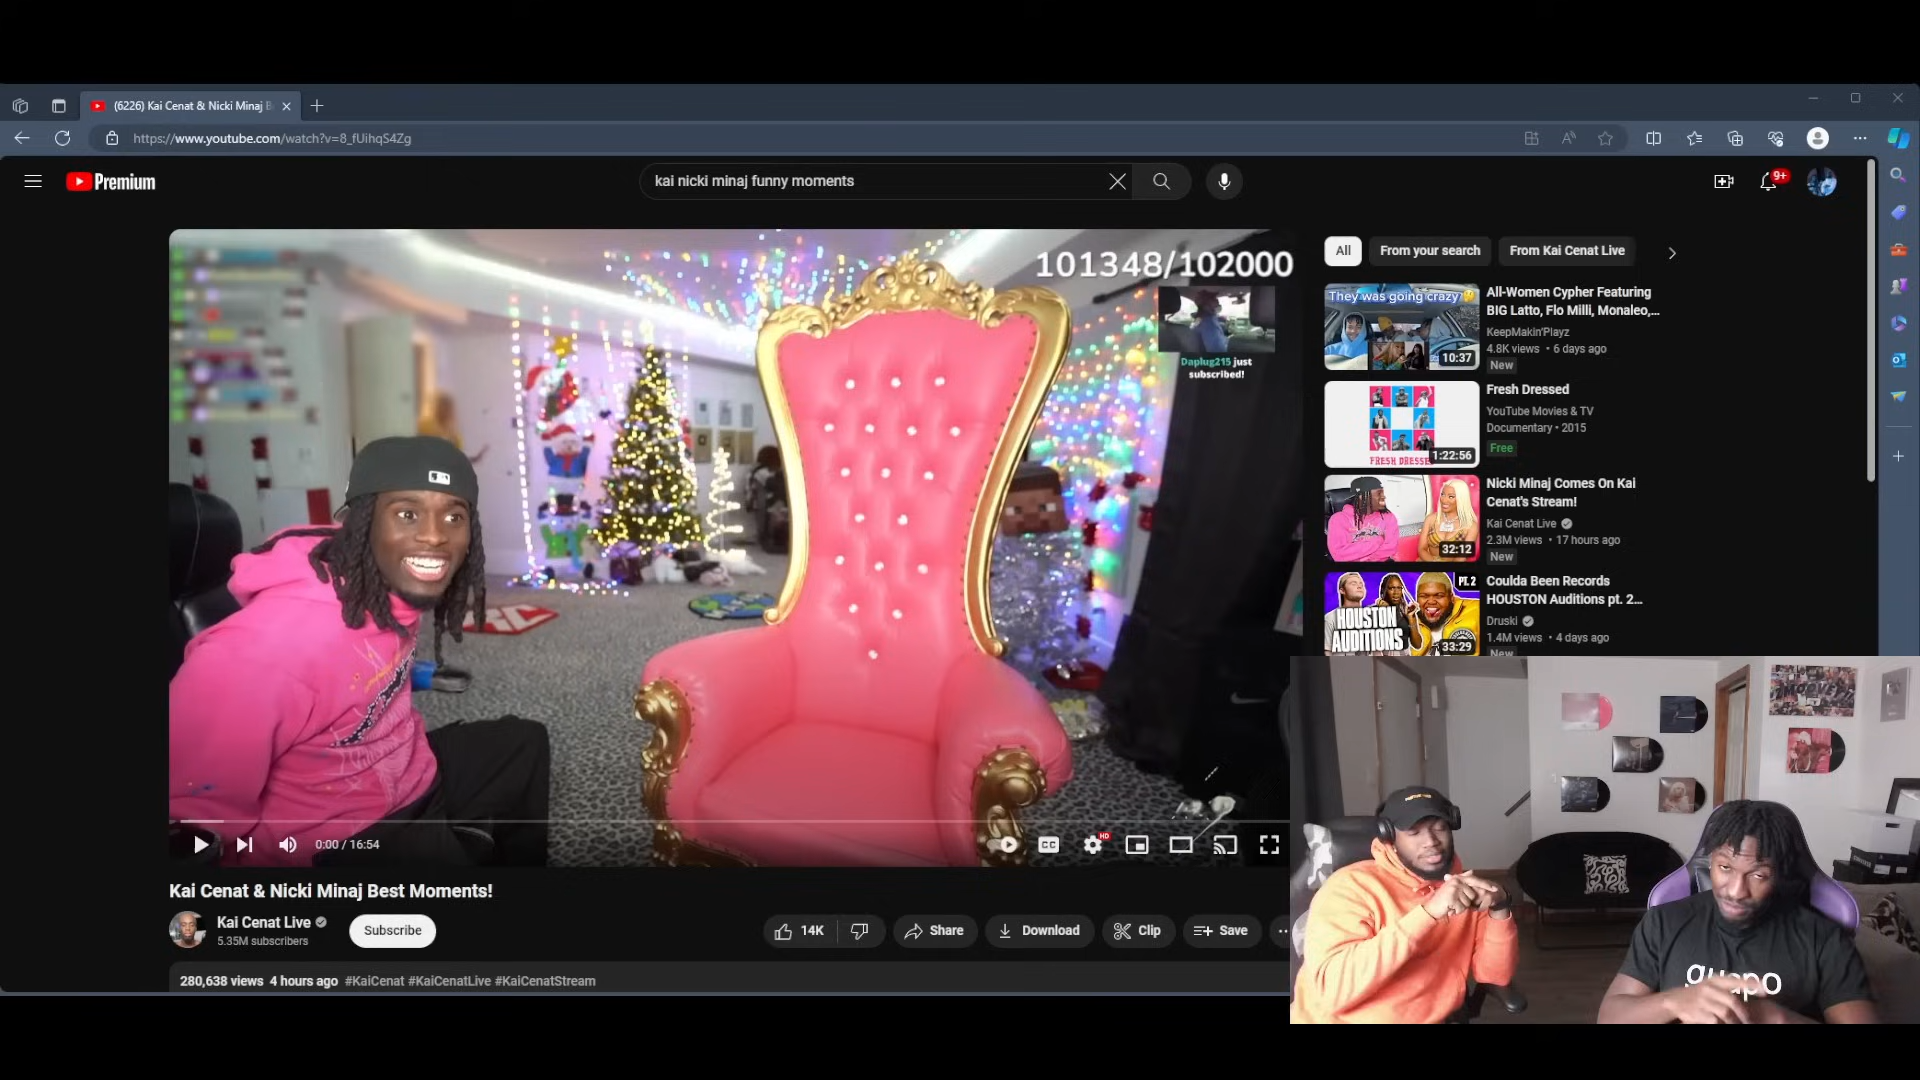 (6226) Kai Cenat & Nicki Minaj B
https://www.youtube.com/watch?v=8_fUihqS4Zg
Premium
kai nicki minaj funny moments
9+
101348/102000
Daplug215 just
subscribed!
0:00 / 16:54
CC
HD
Kai Cenat & Nicki Minaj Best Moments!
Kai Cenat Live
5.35M subscribers
Subscribe
14K
Share
Download
Clip
Save
280,638 views 4 hours ago #KaiCenat #KaiCenatLive #KaiCenatStream
All
From your search
From Kai Cenat Live
They was going crazy
10:37
All-Women Cypher Featuring
BIG Latto, Flo Milli, Monaleo,...
KeepMakin'Playz
4.8K views • 6 days ago
New
FRESH DRESSE
1:22:56
Fresh Dressed
YouTube Movies & TV
Documentary • 2015
Free
32:12
Nicki Minaj Comes On Kai
Cenat's Stream!
Kai Cenat Live
2.3M views • 17 hours ago
New
PT. 2
HOUSTON
AUDITIONS
33:29
Coulda Been Records
HOUSTON Auditions pt. 2...
Druski
1.4M views • 4 days ago
New
guapo